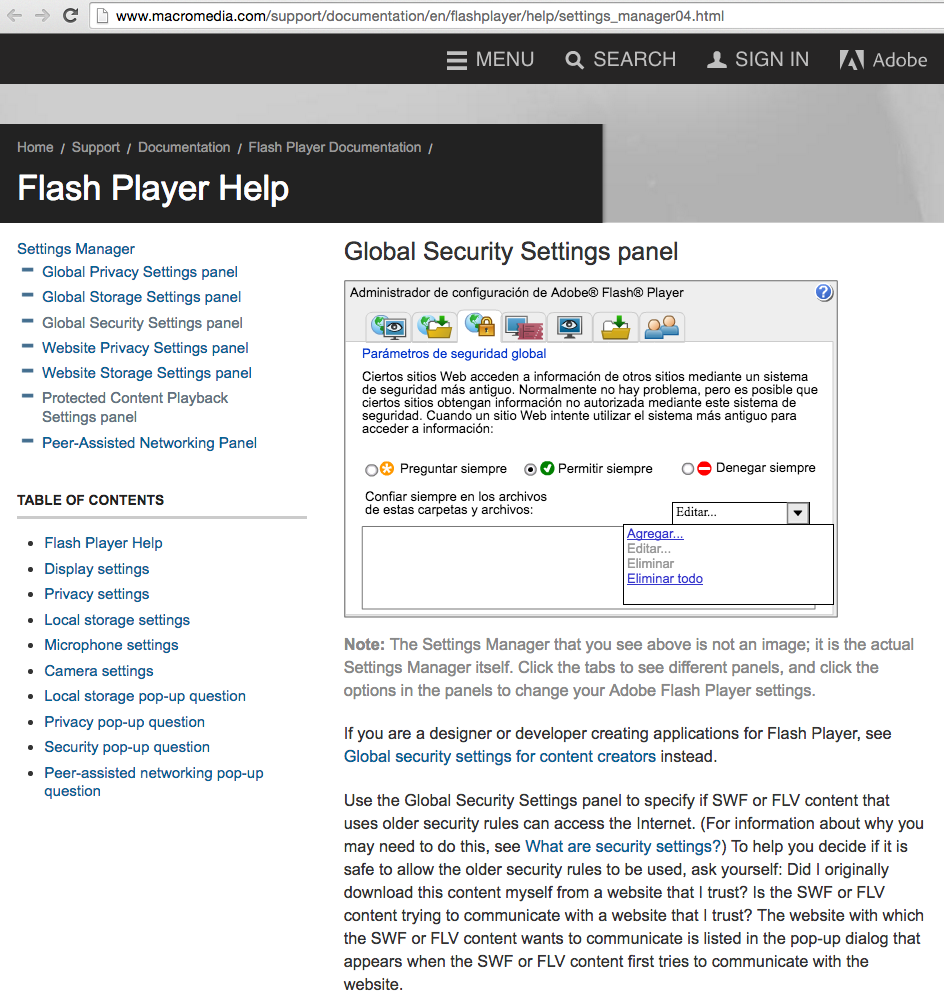 www.macromedia.com/support/documentation/en/flashplayer/help/settings_manager04.html
MENU SEARCH SIGN IN Adobe
Home / Support / Documentation / Flash Player Documentation /
Flash Player Help
Settings Manager
Global Privacy Settings panel
Global Storage Settings panel
Global Security Settings panel
Website Privacy Settings panel
Website Storage Settings panel
Protected Content Playback
Settings panel
Peer-Assisted Networking Panel
TABLE OF CONTENTS
• Flash Player Help
• Display settings
• Privacy settings
• Local storage settings
• Microphone settings
• Camera settings
• Local storage pop-up question
• Privacy pop-up question
• Security pop-up question
• Peer-assisted networking pop-up
question
Global Security Settings panel
Administrador de configuración de Adobe® Flash® Player
Parámetros de seguridad global
Ciertos sitios Web acceden a información de otros sitios mediante un sistema
de seguridad más antiguo. Normalmente no hay problema, pero es posible que
ciertos sitios obtengan información no autorizada mediante este sistema de
seguridad. Cuando un sitio Web intente utilizar el sistema más antiguo para
acceder a información:
Preguntar siempre Permitir siempre Denegar siempre
Confiar siempre en los archivos
de estas carpetas y archivos:
Editar...
Agregar...
Editar...
Eliminar
Eliminar todo
Note: The Settings Manager that you see above is not an image; it is the actual
Settings Manager itself. Click the tabs to see different panels, and click the
options in the panels to change your Adobe Flash Player settings.
If you are a designer or developer creating applications for Flash Player, see
Global security settings for content creators instead.
Use the Global Security Settings panel to specify if SWF or FLV content that
uses older security rules can access the Internet. (For information about why you
may need to do this, see What are security settings?) To help you decide if it is
safe to allow the older security rules to be used, ask yourself: Did I originally
download this content myself from a website that I trust? Is the SWF or FLV
content trying to communicate with a website that I trust? The website with which
the SWF or FLV content wants to communicate is listed in the pop-up dialog that
appears when the SWF or FLV content first tries to communicate with the
website.